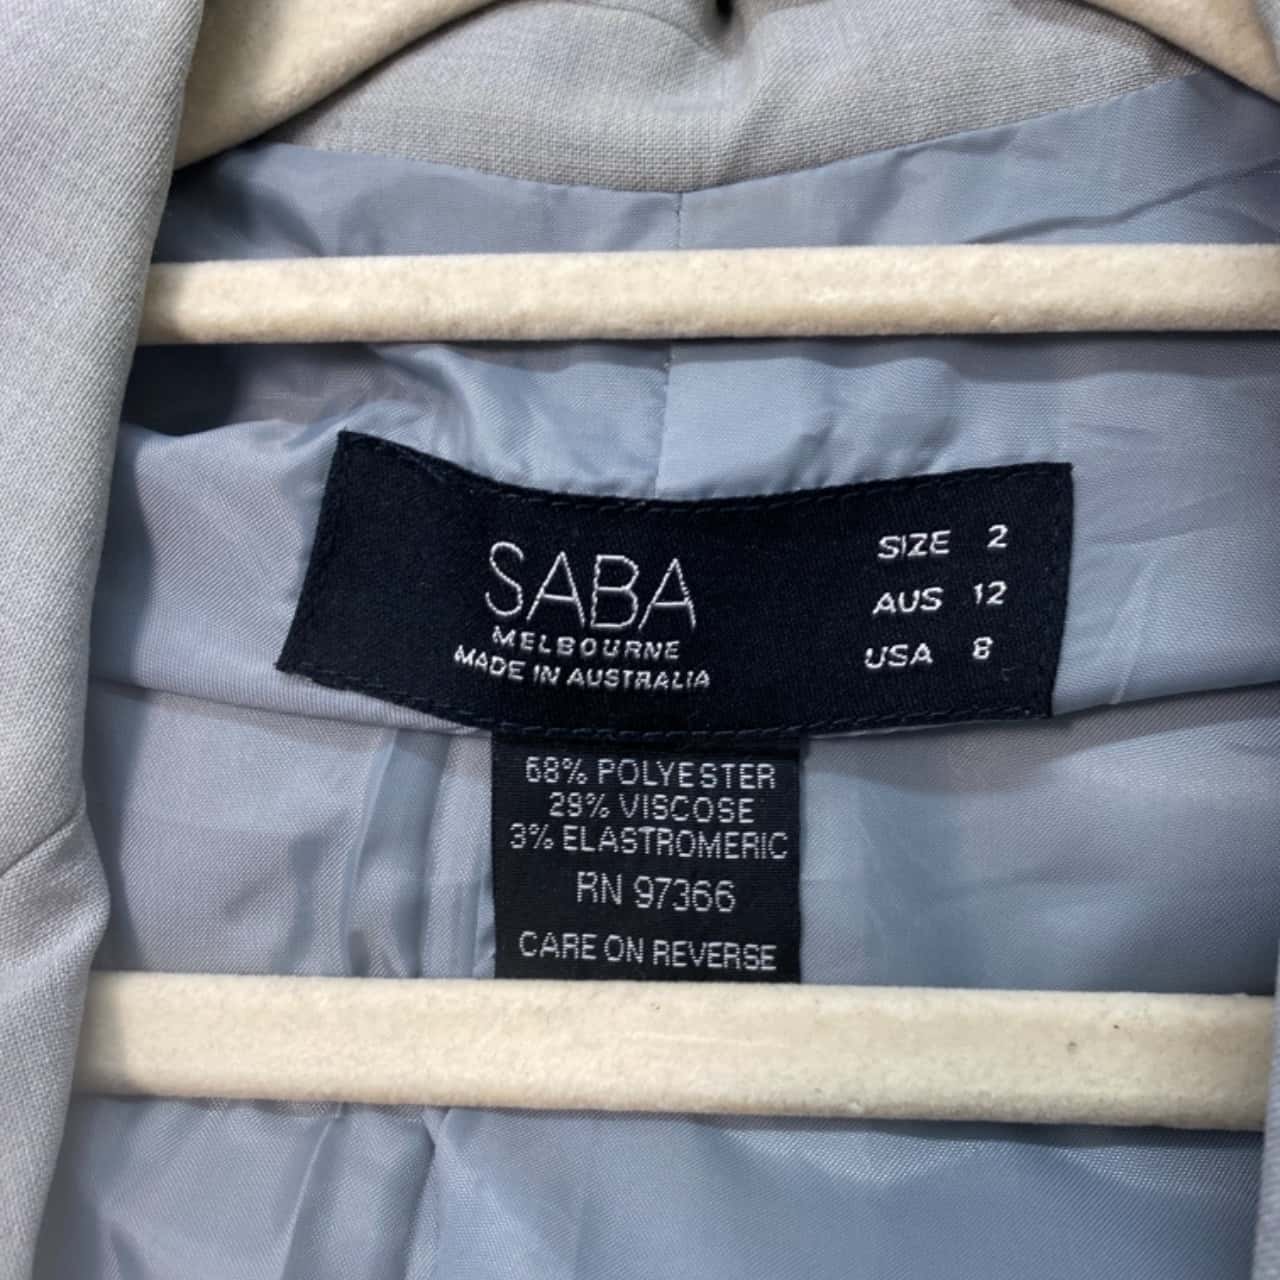 SABA
MELBOURNE
MADE IN AUSTRALIA
SIZE 2
AUS 12
USA 8
68% POLYESTER
29% VISCOSE
3% ELASTROMERIC
RN 97366
CARE ON REVERSE